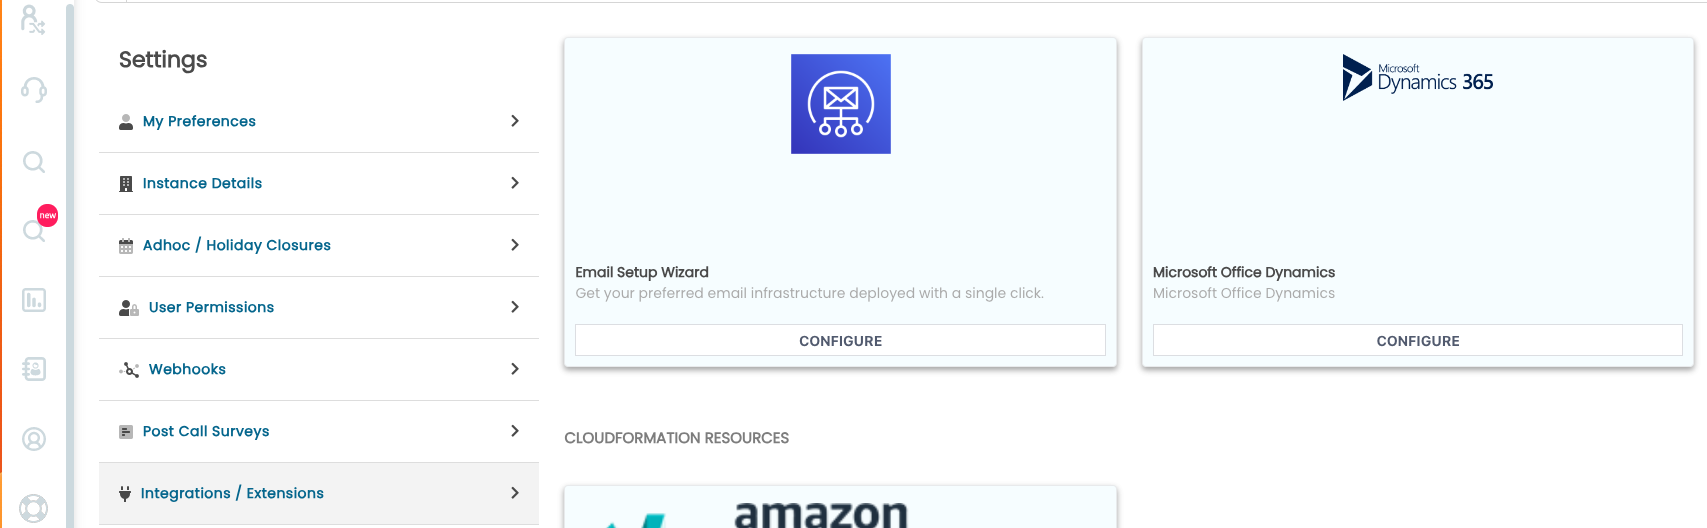 new
Settings
My Preferences
Instance Details
Adhoc / Holiday Closures
User Permissions
Webhooks
Post Call Surveys
Integrations / Extensions
Email Setup Wizard
Get your preferred email infrastructure deployed with a single click.
CONFIGURE
Microsoft
Dynamics 365
Microsoft Office Dynamics
Microsoft Office Dynamics
CONFIGURE
CLOUDFORMATION RESOURCES
amazon